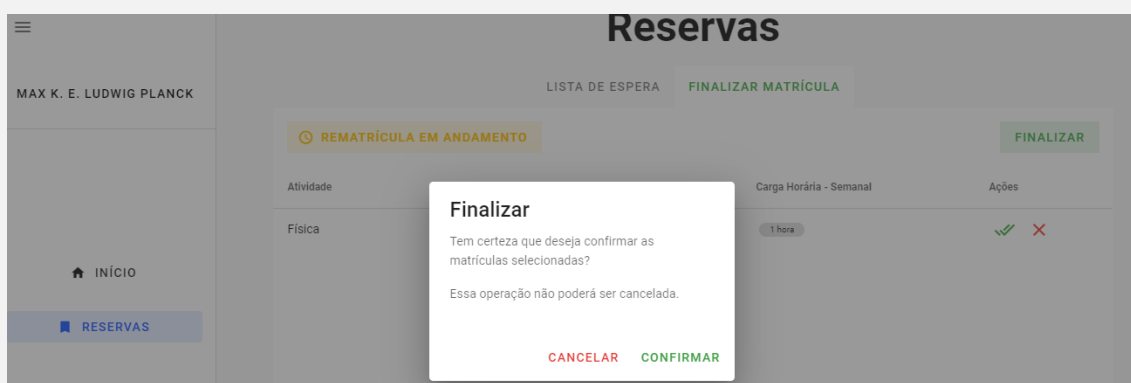 Reservas
MAX K. E. LUDWIG PLANCK
LISTA DE ESPERA
FINALIZAR MATRÍCULA
REMATRÍCULA EM ANDAMENTO
FINALIZAR
Atividade
Carga Horária - Semanal
Ações
Física
1 hora
Finalizar
Tem certeza que deseja confirmar as
matrículas selecionadas?
Essa operação não poderá ser cancelada.
CANCELAR
CONFIRMAR
INÍCIO
RESERVAS